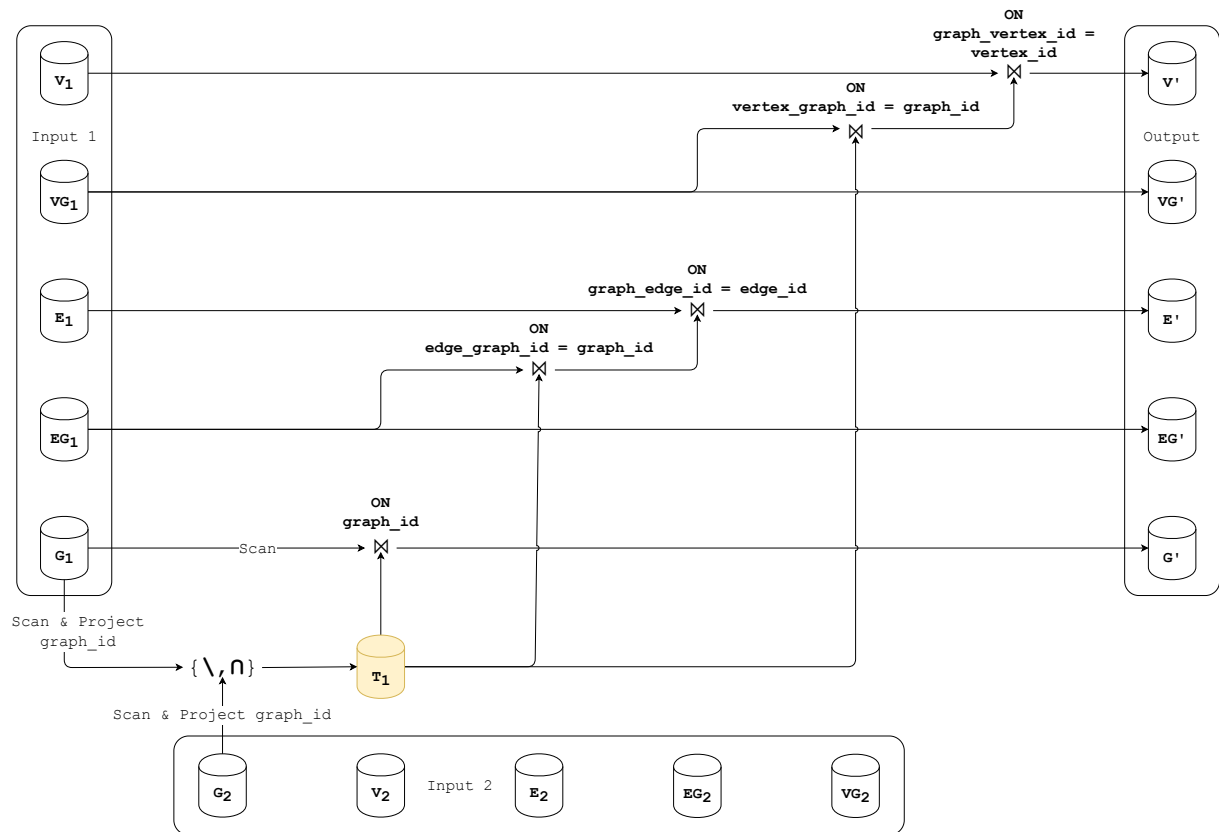 ON
graph_vertex_id =
vertex_id
V1
V'
ON
vertex_graph_id = graph_id
Input 1
Output
VG1
VG'
ON
graph_edge_id = edge_id
E1
E'
ON
edge_graph_id = graph_id
EG1
EG'
ON
graph_id
G1
Scan
G'
Scan & Project
graph_id
{\,∩}
T1
Scan & Project graph_id
G2
V2
Input 2
E2
EG2
VG2